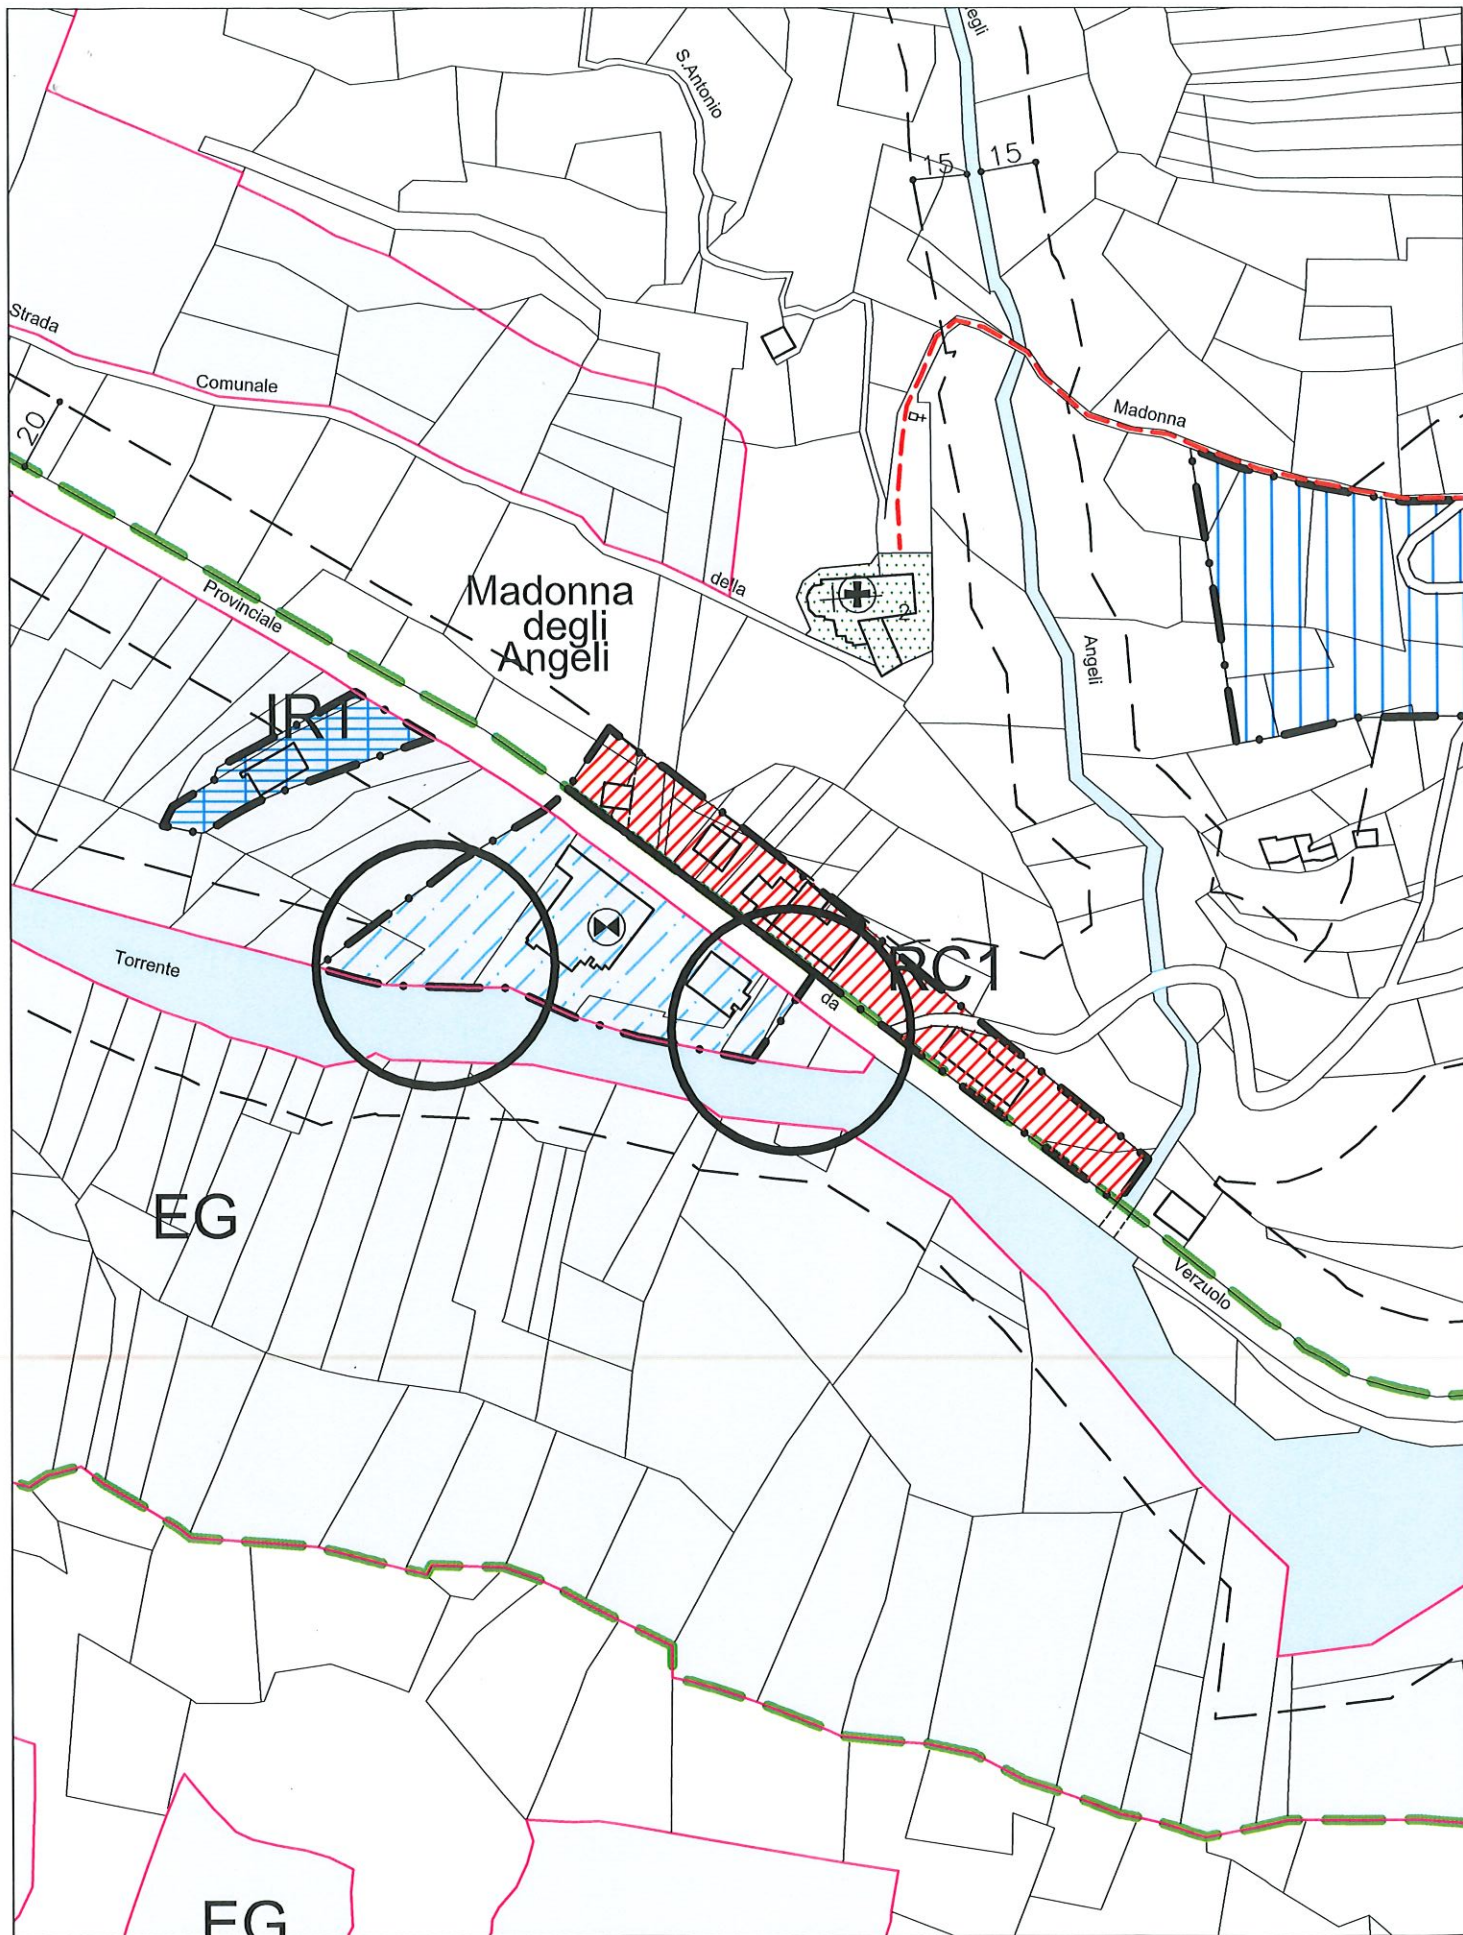 egli
S.Antonio
15
15
Strada
Comunale
Madonna
20
Provinciale
della
Madonna
degli
Angeli
2
Angeli
IR1
Torrente
da
RC1
EG
Verzuolo
EG